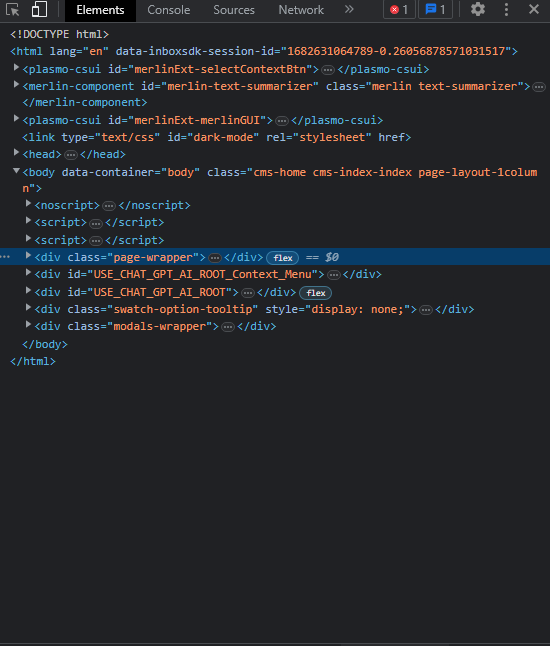 Elements Console Sources Network » 1 1
<!DOCTYPE html>
<html lang="en" data-inboxsdk-session-id="1682631064789-0.26056878571031517">
<plasmo-csui id="merlinExt-selectContextBtn">…</plasmo-csui>
<merlin-component id="merlin-text-summarizer" class="merlin text-summarizer">…
</merlin-component>
<plasmo-csui id="merlinExt-merlinGUI">…</plasmo-csui>
<link type="text/css" id="dark-mode" rel="stylesheet" href>
<head>…</head>
<body data-container="body" class="cms-home cms-index-index page-layout-1colum
n">
<noscript>…</noscript>
<script>…</script>
<script>…</script>
… <div class="page-wrapper">…</div> flex == $0
<div id="USE_CHAT_GPT_AI_ROOT_Context_Menu">…</div>
<div id="USE_CHAT_GPT_AI_ROOT">…</div> flex
<div class="swatch-option-tooltip" style="display: none;">…</div>
<div class="modals-wrapper">…</div>
</body>
</html>